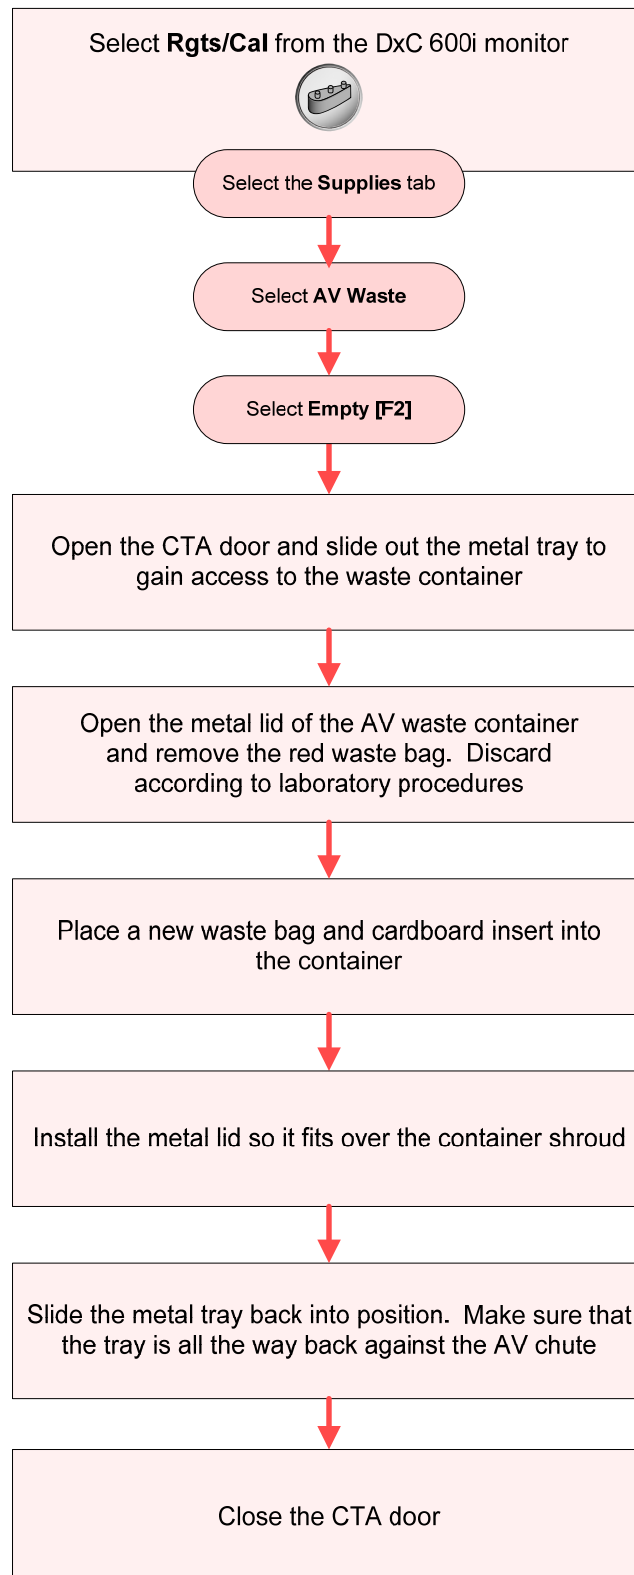 Select Rgts/Cal from the DxC 600i monitor
Select the Supplies tab
Select AV Waste
Select Empty [F2]
Open the CTA door and slide out the metal tray to
gain access to the waste container
Open the metal lid of the AV waste container
and remove the red waste bag.  Discard
according to laboratory procedures
Place a new waste bag and cardboard insert into
the container
Install the metal lid so it fits over the container shroud
Slide the metal tray back into position.  Make sure that
the tray is all the way back against the AV chute
Close the CTA door